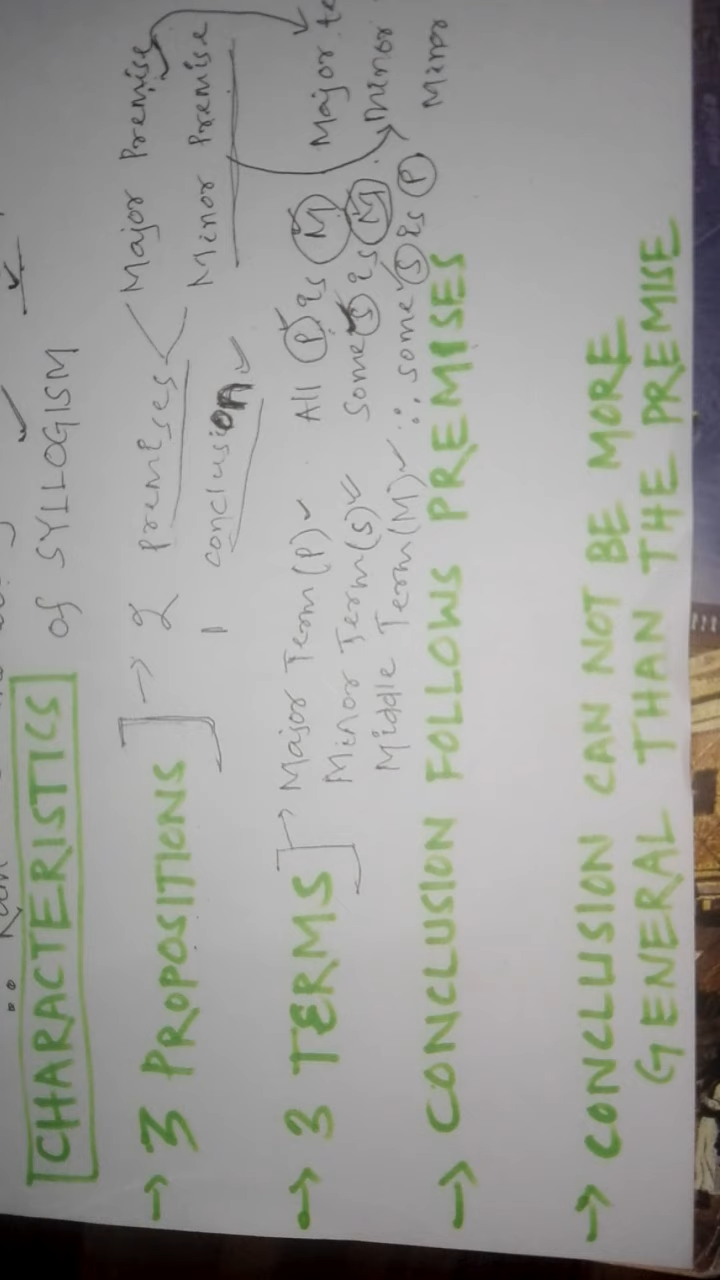 CHARACTERISTICS of SYLLOGISM
→ 3 PROPOSITIONS ] → 2 premises < Major Premise
Minor Premise
1 conclusion ✓
→ 3 TERMS ] → Major Term (P) ✓ All P is M Major te
Minor Term (S) ✓ Some S is M Minor
Middle Term (M) ✓ ∴ some S is P Minor
→ CONCLUSION FOLLOWS PREMISES
→ CONCLUSION CAN NOT BE MORE
GENERAL THAN THE PREMISE